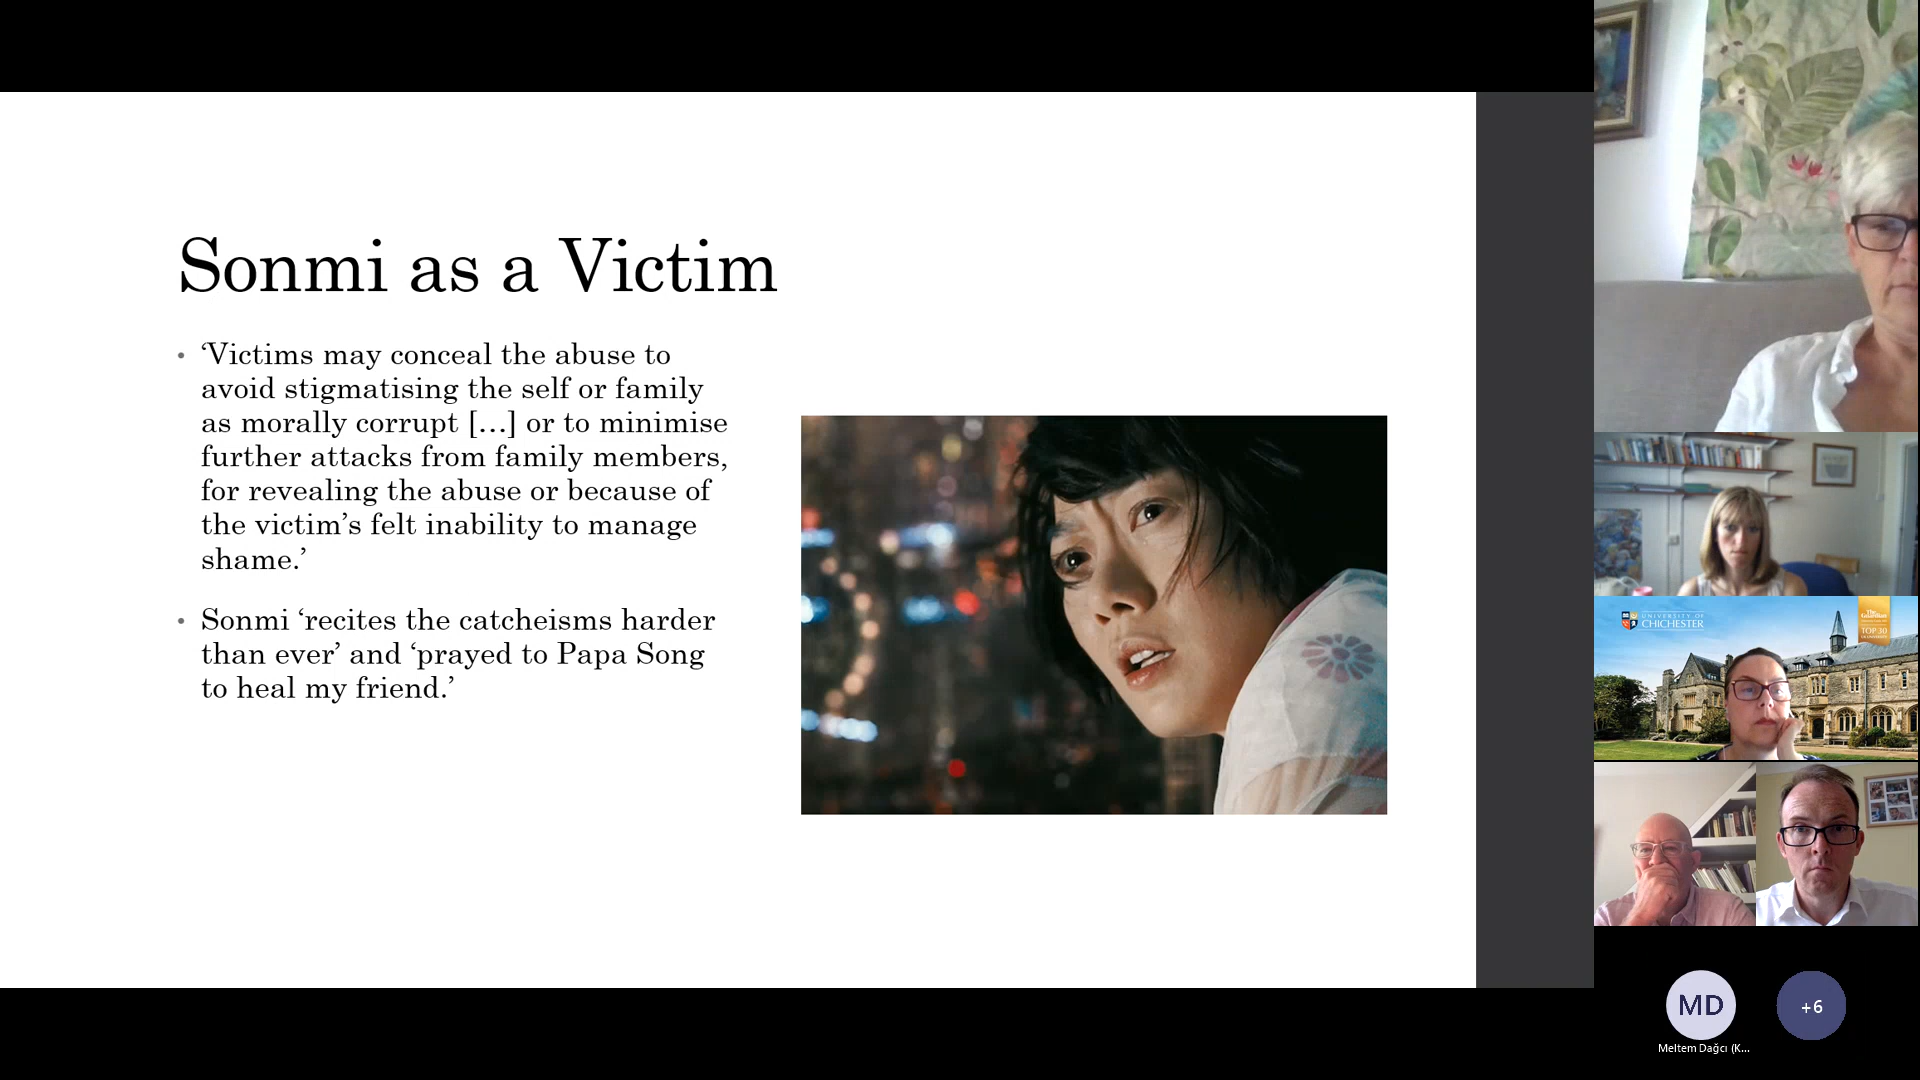 Sonmi as a Victim
• ‘Victims may conceal the abuse to
avoid stigmatising the self or family
as morally corrupt […] or to minimise
further attacks from family members,
for revealing the abuse or because of
the victim’s felt inability to manage
shame.’
• Sonmi ‘recites the catcheisms harder
than ever’ and ‘prayed to Papa Song
to heal my friend.’
UNIVERSITY OF
CHICHESTER
The
Guardian
TOP 30
MD
+6
Meltem Dağcı (K...